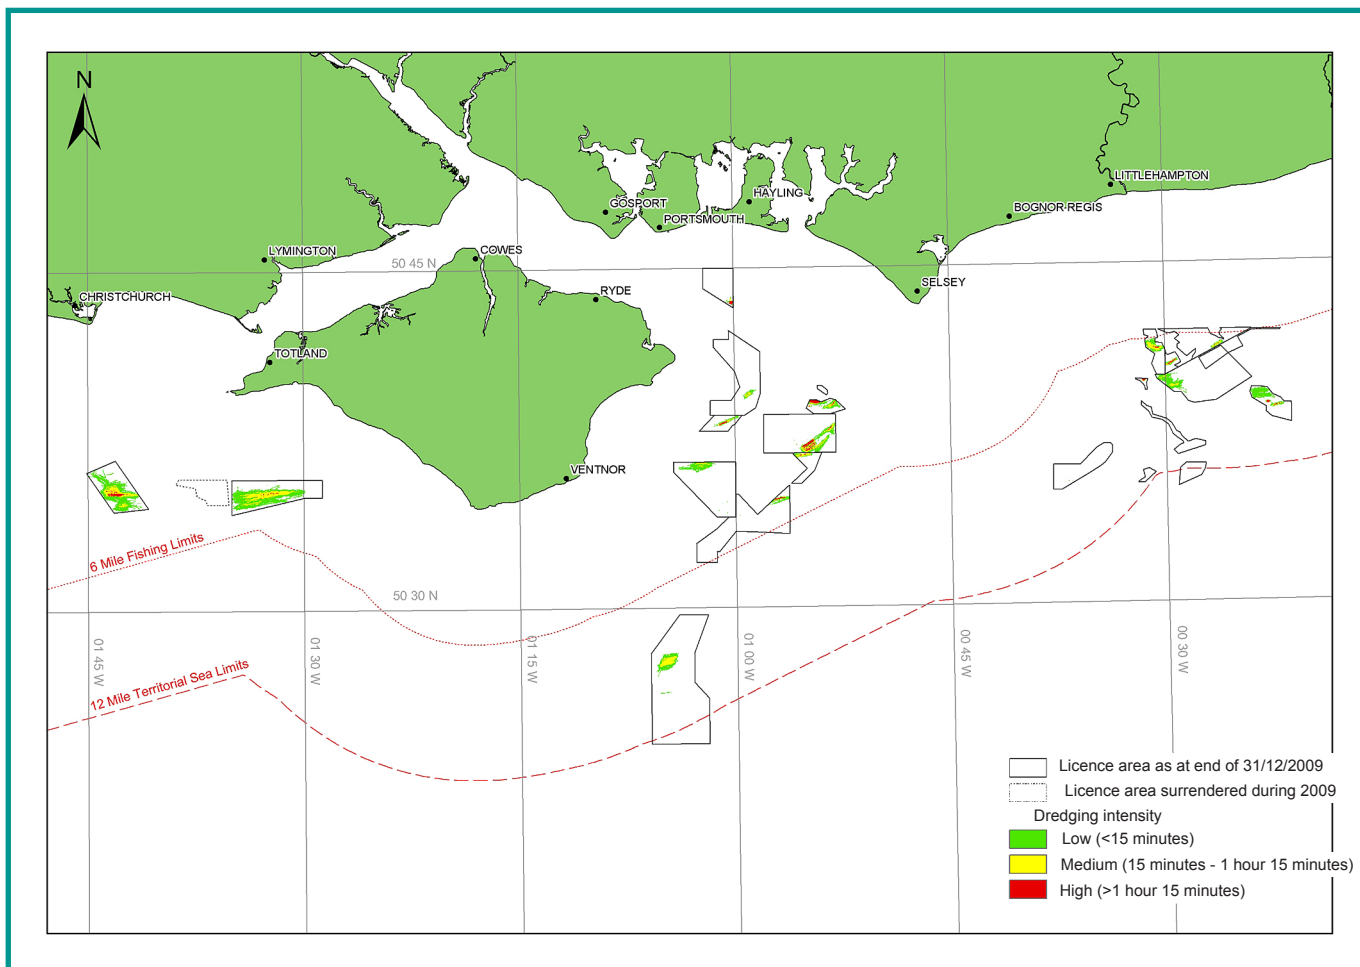 N
GOSPORT
HAYLING
PORTSMOUTH
LITTLEHAMPTON
BOGNOR REGIS
LYMINGTON
COWES
50 45 N
CHRISTCHURCH
RYDE
SELSEY
TOTLAND
VENTNOR
6 Mile Fishing Limits
50 30 N
01 45 W
01 30 W
01 15 W
01 00 W
00 45 W
00 30 W
12 Mile Territorial Sea Limits
Licence area as at end of 31/12/2009
Licence area surrendered during 2009
Dredging intensity
Low (<15 minutes)
Medium (15 minutes - 1 hour 15 minutes)
High (>1 hour 15 minutes)